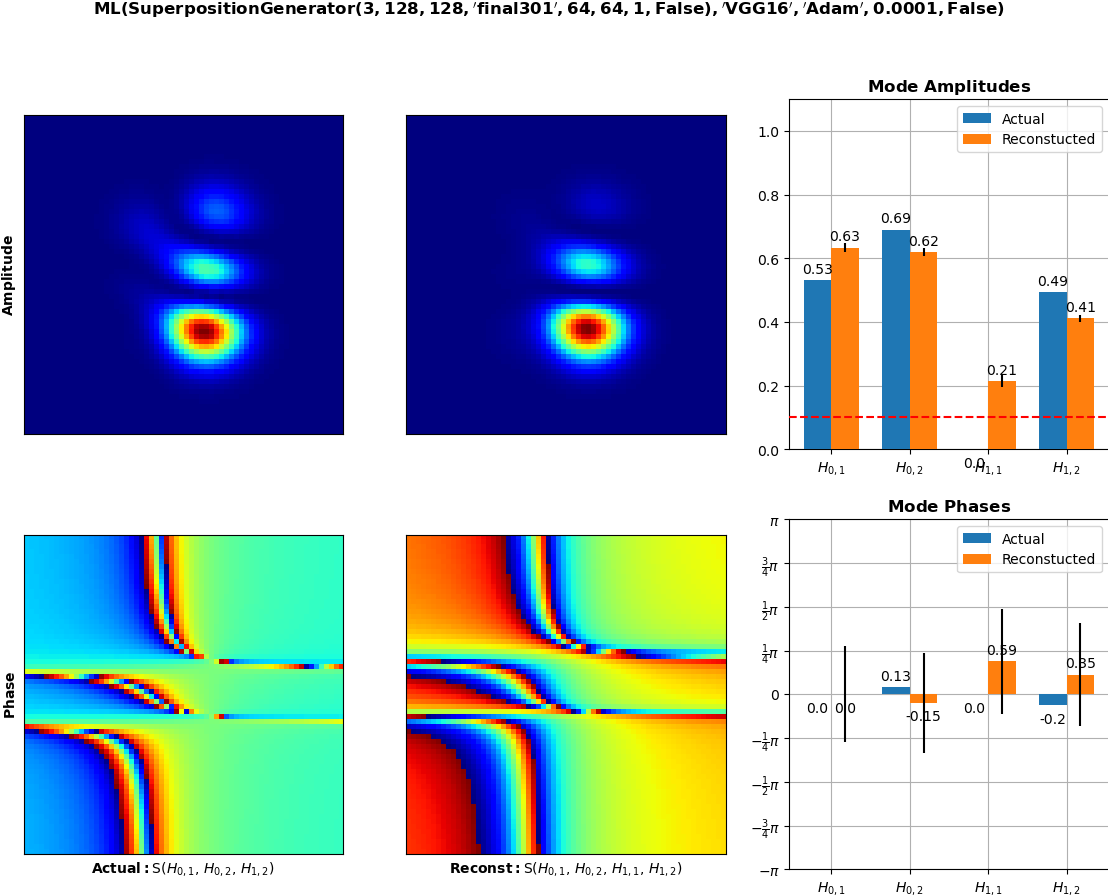 ML(SuperpositionGenerator(3, 128, 128, 'final301', 64, 64, 1, False), 'VGG16', 'Adam', 0.0001, False)
Amplitude
Mode Amplitudes
Actual
Reconstucted
1.0
0.8
0.6
0.4
0.2
0.0
0.53
0.63
0.69
0.62
0.0
0.21
0.49
0.41
H0,1
H0,2
H1,1
H1,2
Phase
Actual: S(H0,1, H0,2, H1,2)
Reconst: S(H0,1, H0,2, H1,1, H1,2)
Mode Phases
Actual
Reconstucted
π
3/4π
1/2π
1/4π
0
−1/4π
−1/2π
−3/4π
−π
0.0
0.0
0.13
-0.15
0.0
0.59
-0.2
0.35
H0,1
H0,2
H1,1
H1,2